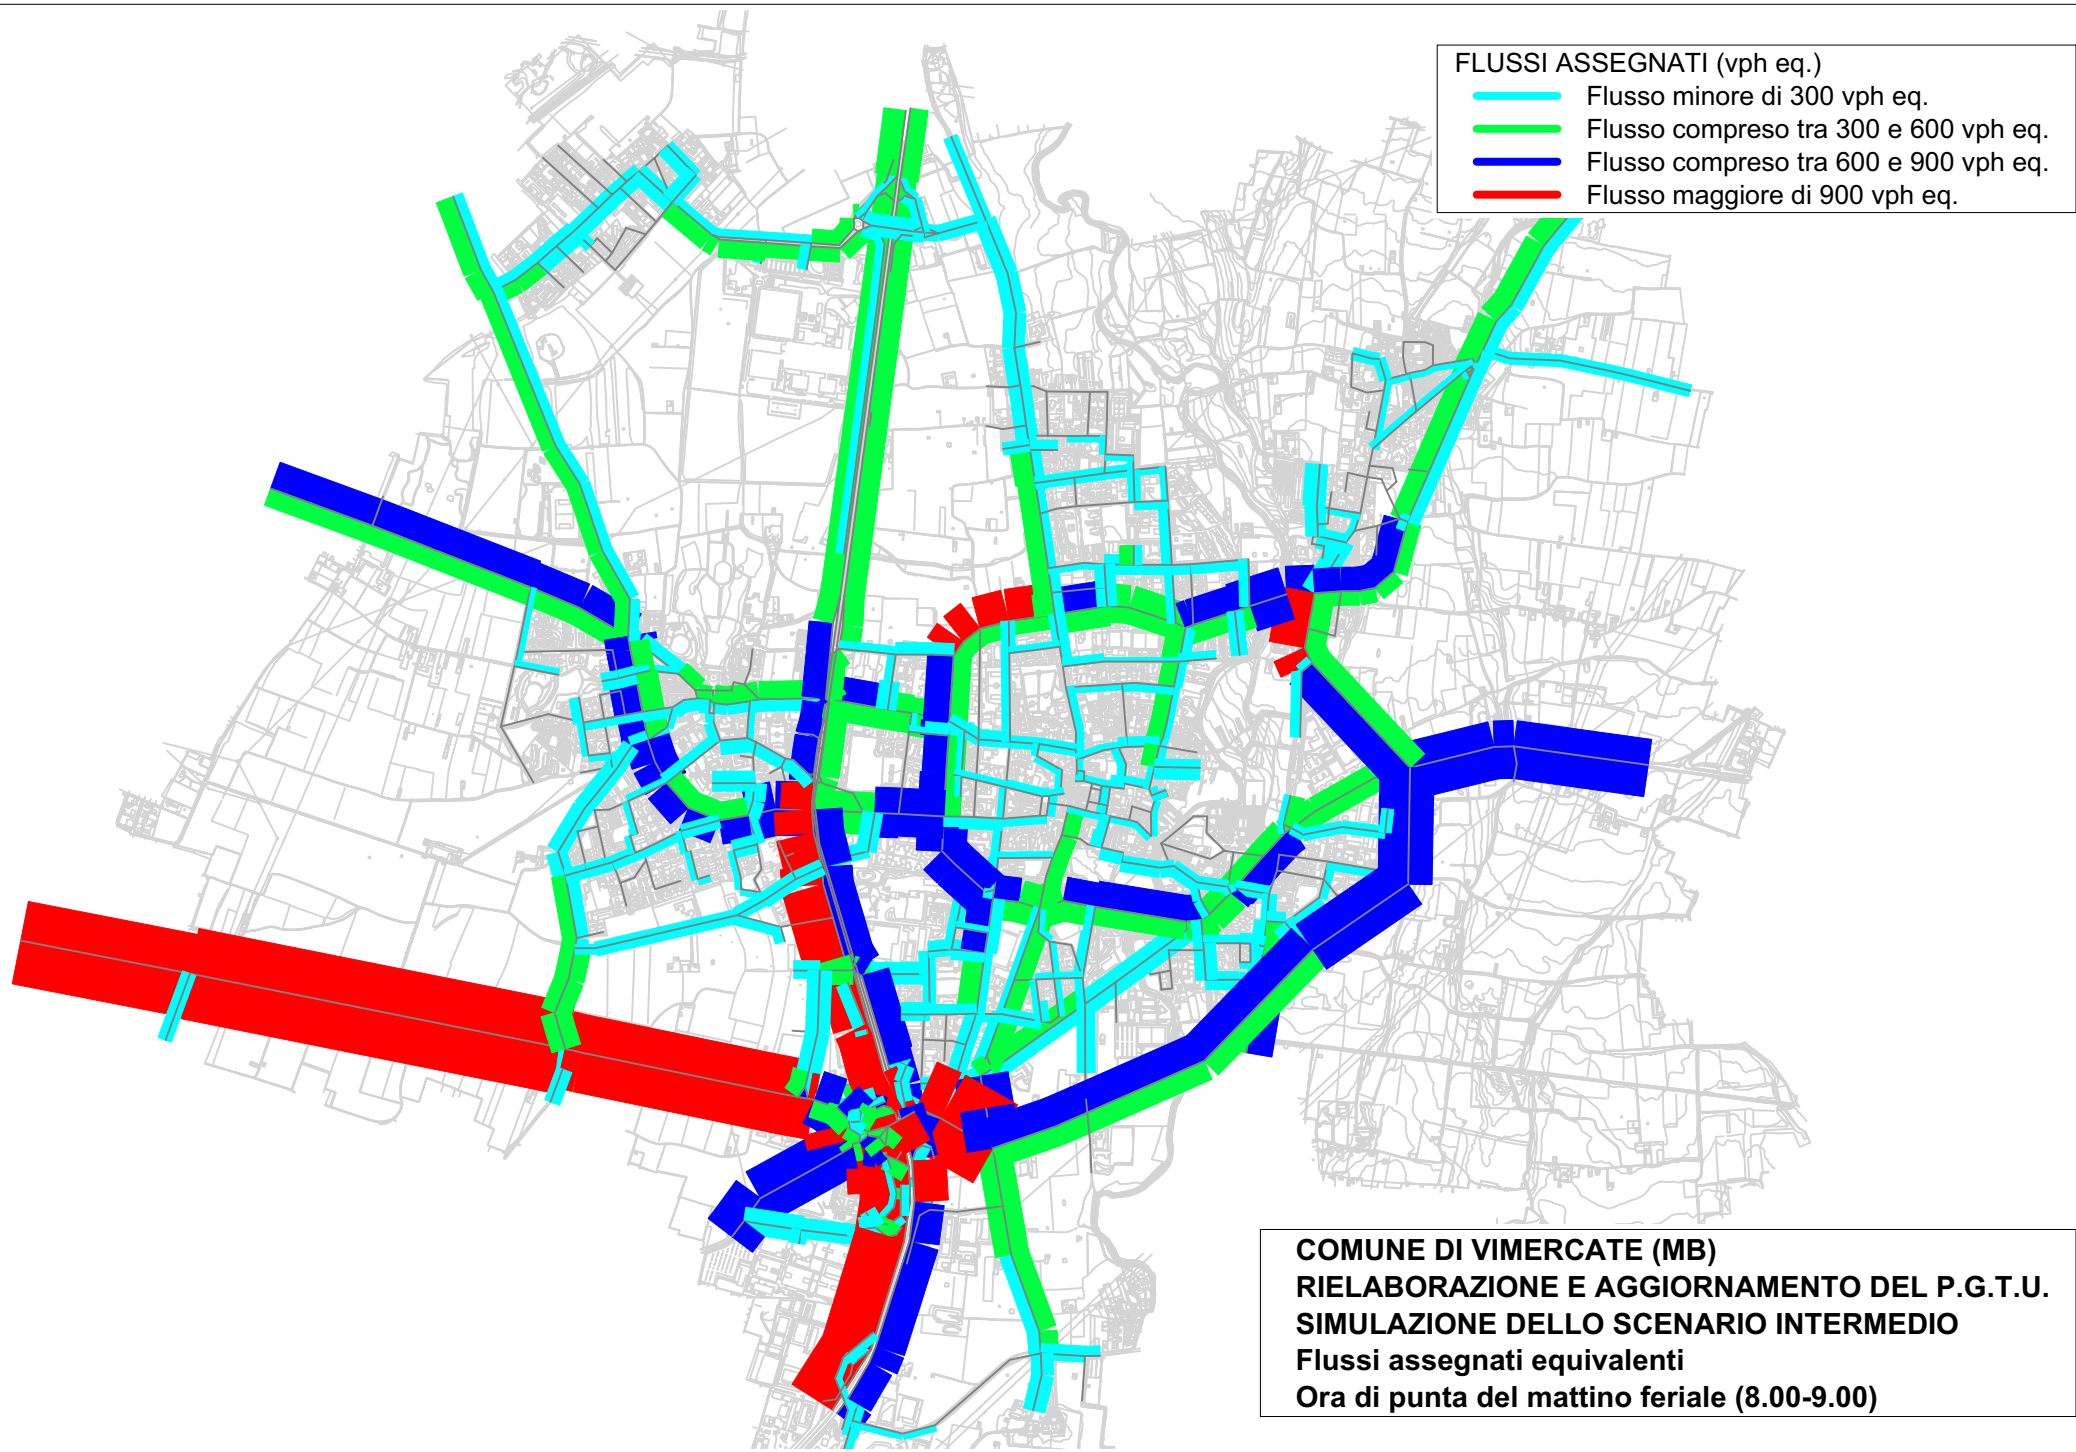 FLUSSI ASSEGNATI (vph eq.)
Flusso minore di 300 vph eq.
Flusso compreso tra 300 e 600 vph eq.
Flusso compreso tra 600 e 900 vph eq.
Flusso maggiore di 900 vph eq.
COMUNE DI VIMERCATE (MB)
RIELABORAZIONE E AGGIORNAMENTO DEL P.G.T.U.
SIMULAZIONE DELLO SCENARIO INTERMEDIO
Flussi assegnati equivalenti
Ora di punta del mattino feriale (8.00-9.00)